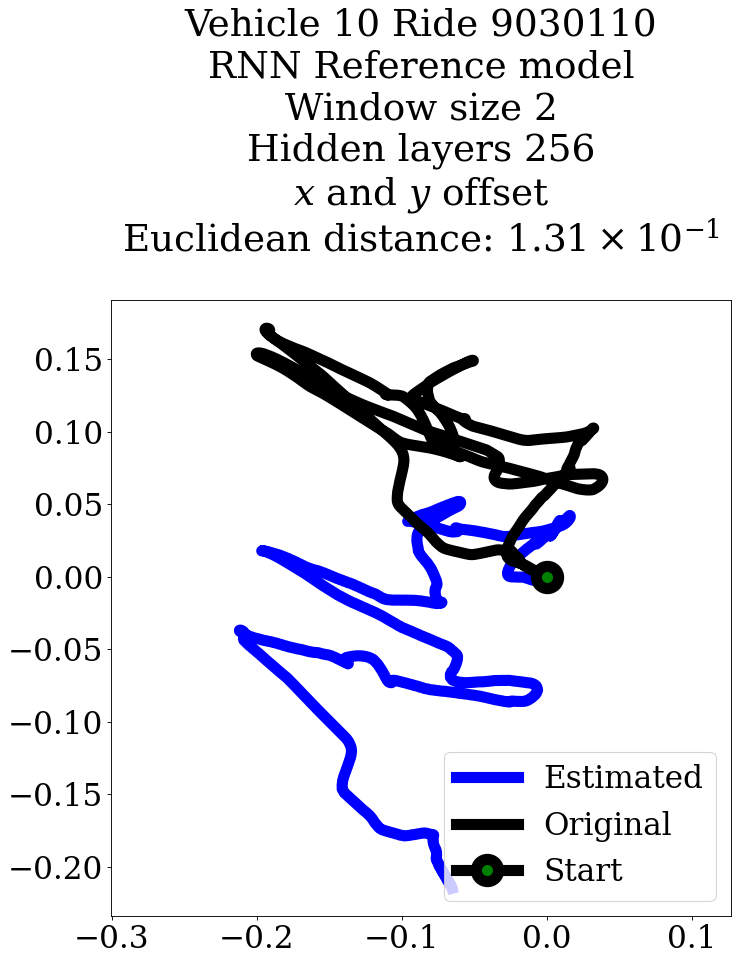 Vehicle 10 Ride 9030110
RNN Reference model
Window size 2
Hidden layers 256
x and y offset
Euclidean distance: 1.31 × 10⁻¹
0.15
0.10
0.05
0.00
−0.05
−0.10
−0.15
−0.20
Estimated
Original
Start
−0.3 −0.2 −0.1 0.0 0.1